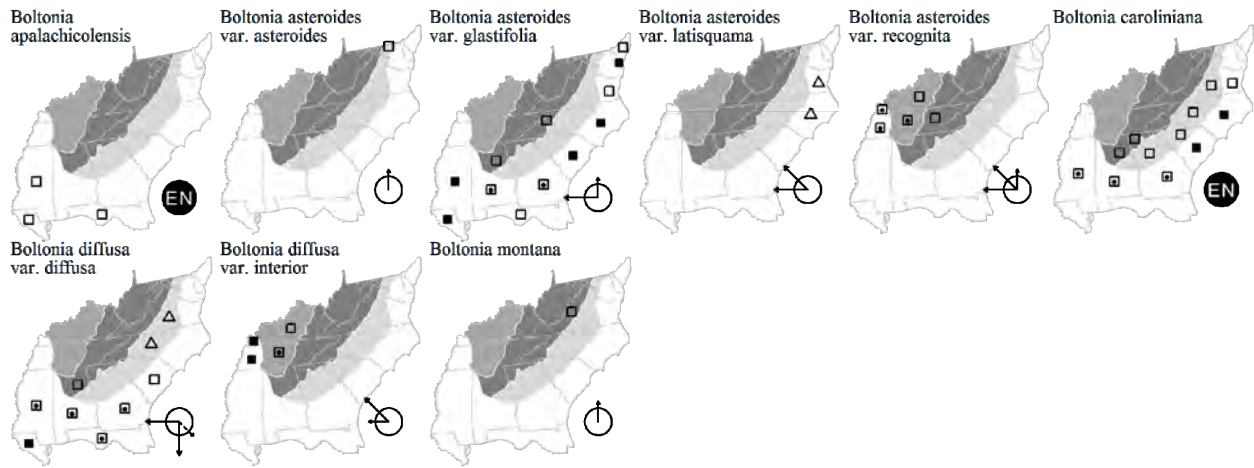 Boltonia
apalachicolensis
EN
Boltonia asteroides
var. asteroides
Boltonia asteroides
var. glastifolia
Boltonia asteroides
var. latisquama
Boltonia asteroides
var. recognita
Boltonia caroliniana
EN
Boltonia diffusa
var. diffusa
Boltonia diffusa
var. interior
Boltonia montana